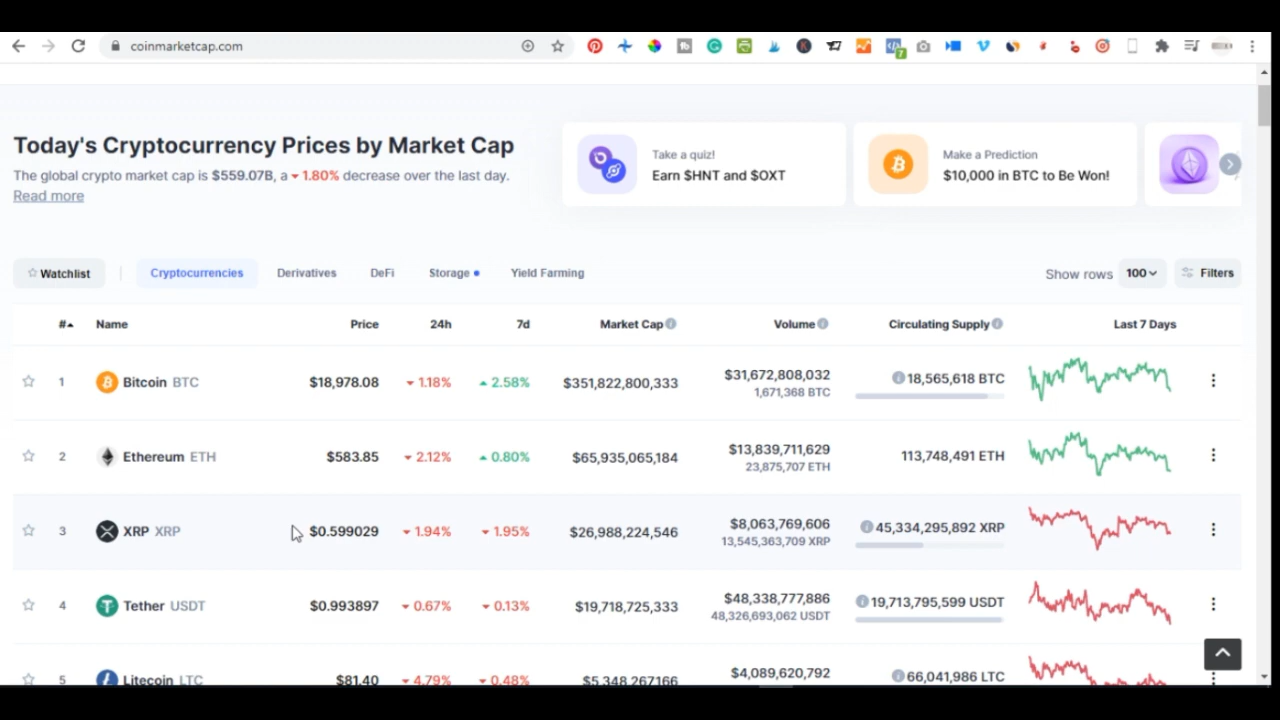 coinmarketcap.com
7
Today's Cryptocurrency Prices by Market Cap
The global crypto market cap is $559.07B, a 1.80% decrease over the last day.
Read more
Take a quiz!
Earn $HNT and $OXT
Make a Prediction
$10,000 in BTC to Be Won!
Watchlist Cryptocurrencies Derivatives DeFi Storage Yield Farming Show rows 100 Filters
# Name Price 24h 7d Market Cap Volume Circulating Supply Last 7 Days
1 Bitcoin BTC $18,978.08 1.18% 2.58% $351,822,800,333 $31,672,808,032 18,565,618 BTC
1,671,368 BTC
2 Ethereum ETH $583.85 2.12% 0.80% $65,935,065,184 $13,839,711,629 113,748,491 ETH
23,875,707 ETH
3 XRP XRP $0.599029 1.94% 1.95% $26,988,224,546 $8,063,769,606 45,334,295,892 XRP
13,545,363,709 XRP
4 Tether USDT $0.993897 0.67% 0.13% $19,718,725,333 $48,338,777,886 19,713,795,599 USDT
48,326,693,062 USDT
5 Litecoin LTC $81.40 4.79% 0.48% $5,348,267,166 $4,089,620,792 66,041,986 LTC